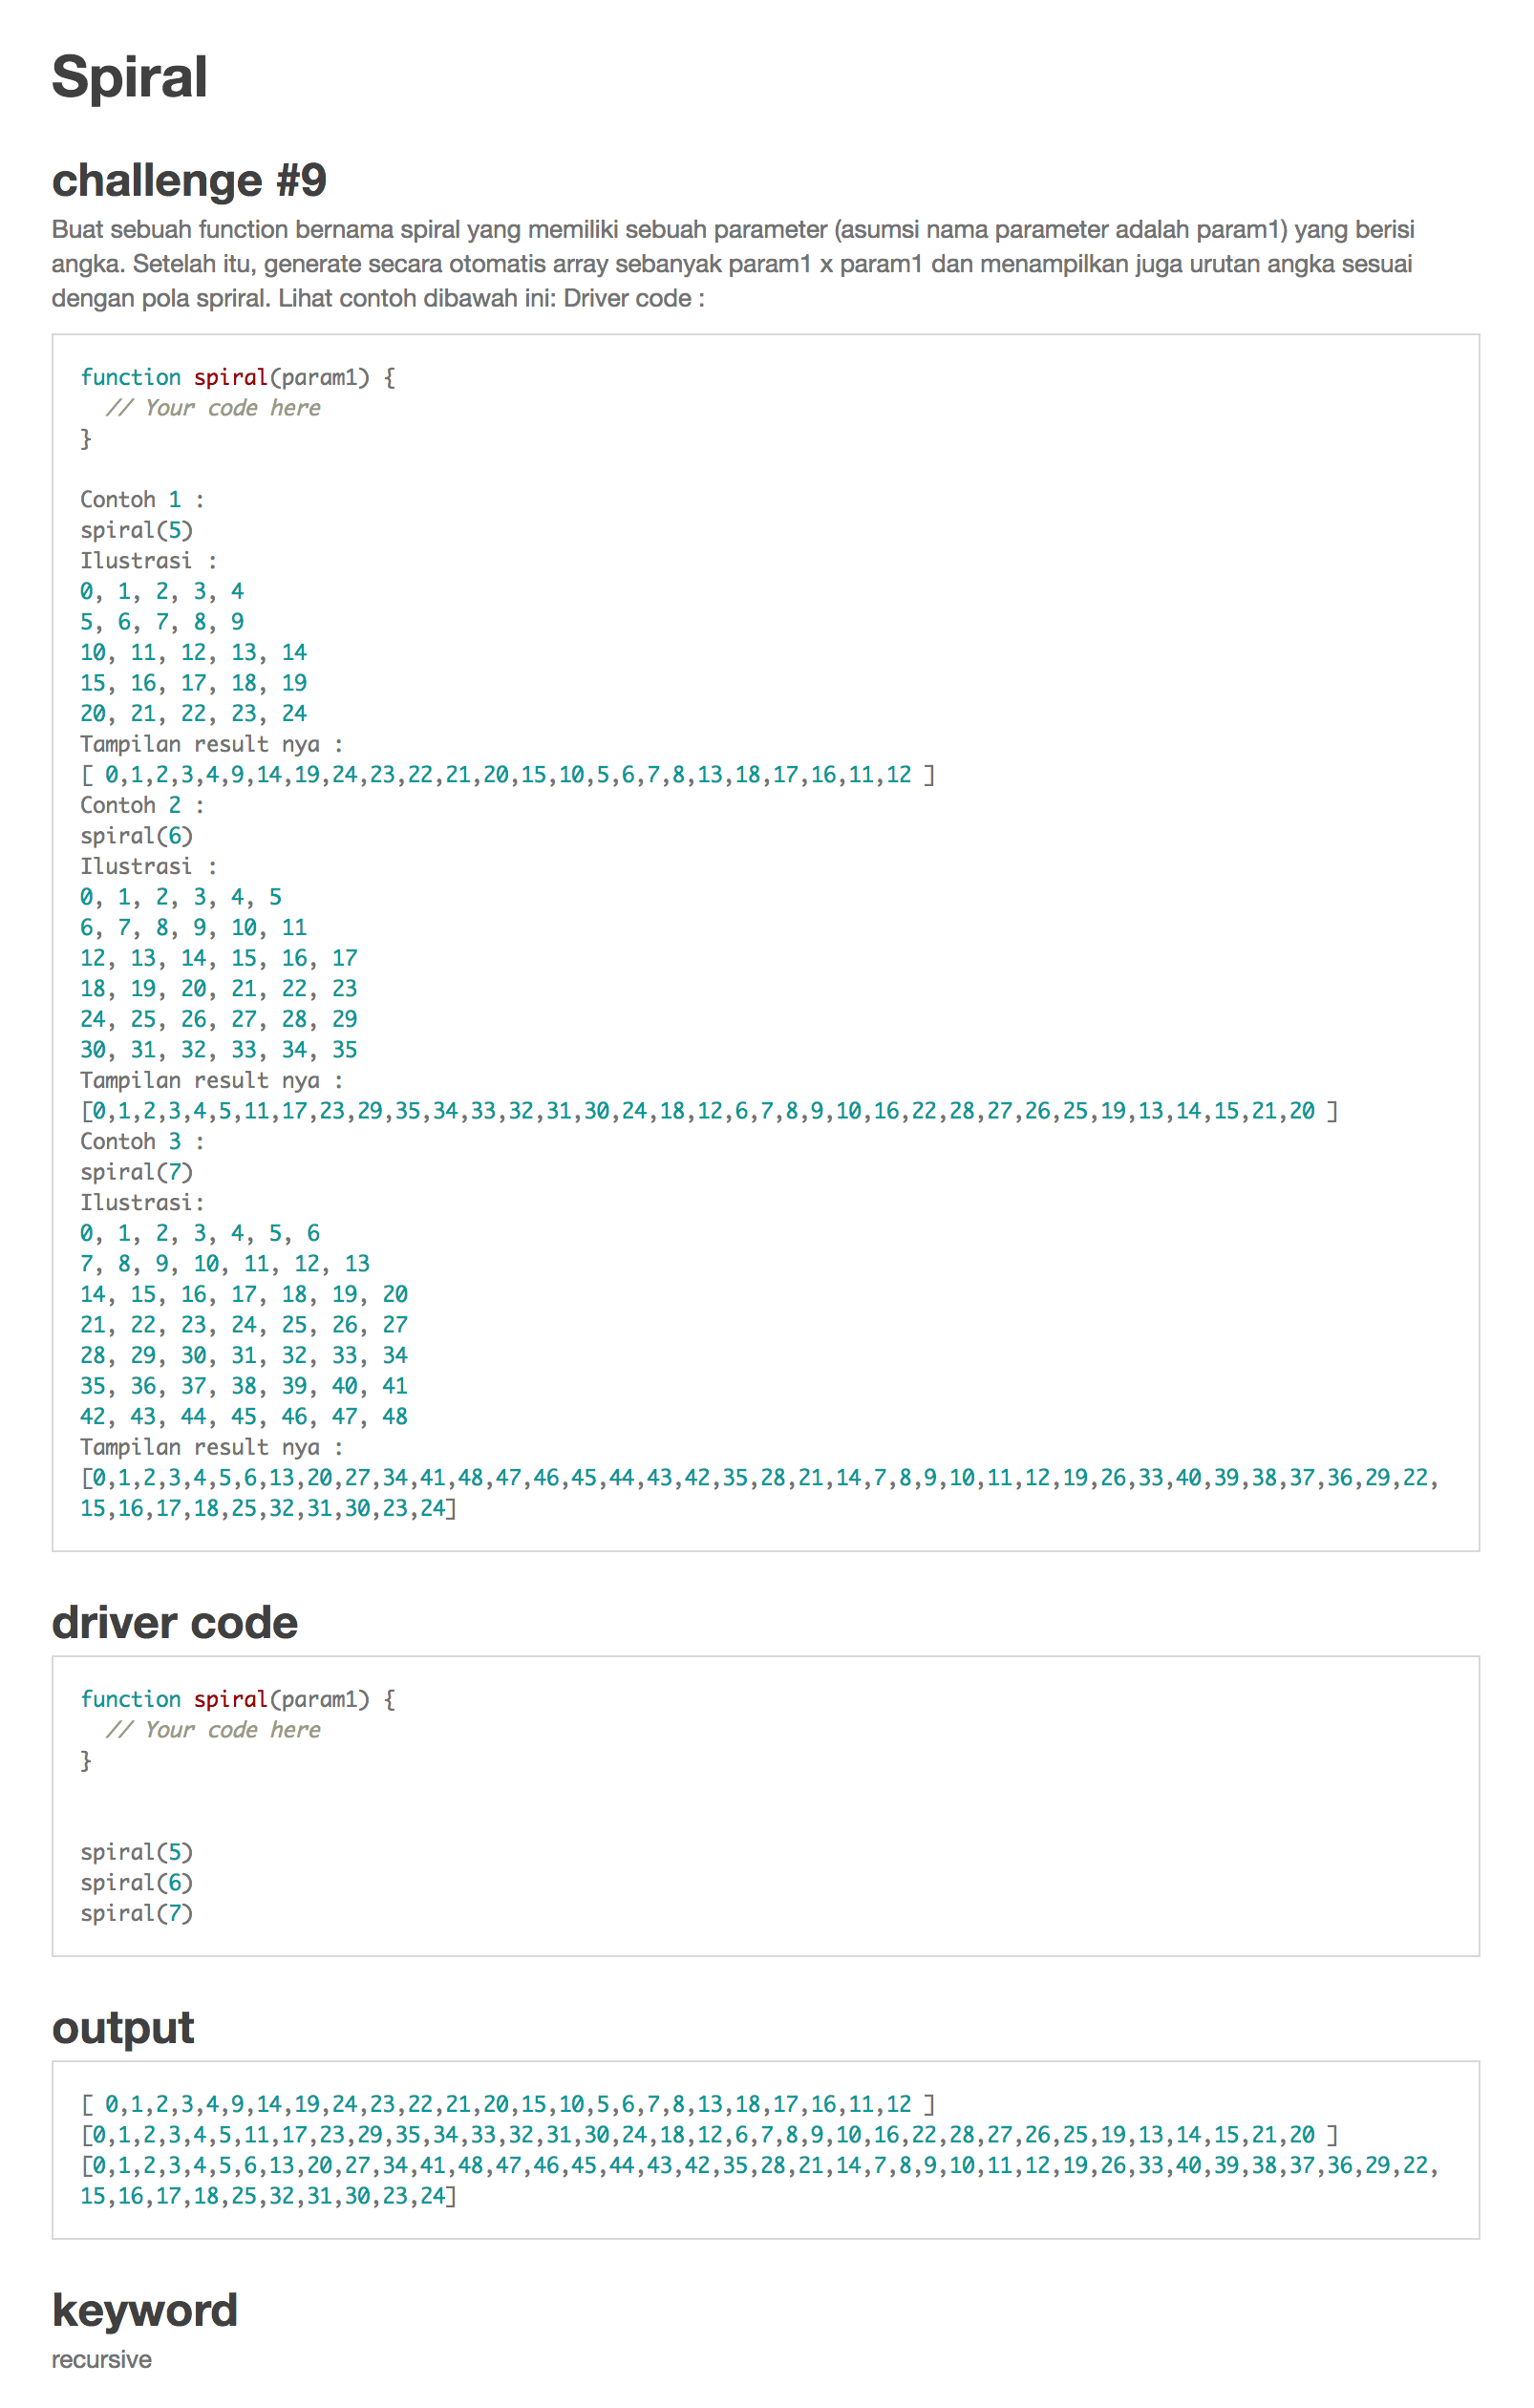 Spiral
challenge #9
Buat sebuah function bernama spiral yang memiliki sebuah parameter (asumsi nama parameter adalah param1) yang berisi
angka. Setelah itu, generate secara otomatis array sebanyak param1 x param1 dan menampilkan juga urutan angka sesuai
dengan pola spriral. Lihat contoh dibawah ini: Driver code :
function spiral(param1) {
// Your code here
}
Contoh 1 :
spiral(5)
Ilustrasi :
0, 1, 2, 3, 4
5, 6, 7, 8, 9
10, 11, 12, 13, 14
15, 16, 17, 18, 19
20, 21, 22, 23, 24
Tampilan result nya :
[ 0,1,2,3,4,9,14,19,24,23,22,21,20,15,10,5,6,7,8,13,18,17,16,11,12 ]
Contoh 2 :
spiral(6)
Ilustrasi :
0, 1, 2, 3, 4, 5
6, 7, 8, 9, 10, 11
12, 13, 14, 15, 16, 17
18, 19, 20, 21, 22, 23
24, 25, 26, 27, 28, 29
30, 31, 32, 33, 34, 35
Tampilan result nya :
[0,1,2,3,4,5,11,17,23,29,35,34,33,32,31,30,24,18,12,6,7,8,9,10,16,22,28,27,26,25,19,13,14,15,21,20 ]
Contoh 3 :
spiral(7)
Ilustrasi:
0, 1, 2, 3, 4, 5, 6
7, 8, 9, 10, 11, 12, 13
14, 15, 16, 17, 18, 19, 20
21, 22, 23, 24, 25, 26, 27
28, 29, 30, 31, 32, 33, 34
35, 36, 37, 38, 39, 40, 41
42, 43, 44, 45, 46, 47, 48
Tampilan result nya :
[0,1,2,3,4,5,6,13,20,27,34,41,48,47,46,45,44,43,42,35,28,21,14,7,8,9,10,11,12,19,26,33,40,39,38,37,36,29,22,
15,16,17,18,25,32,31,30,23,24]
driver code
function spiral(param1) {
// Your code here
}
spiral(5)
spiral(6)
spiral(7)
output
[ 0,1,2,3,4,9,14,19,24,23,22,21,20,15,10,5,6,7,8,13,18,17,16,11,12 ]
[0,1,2,3,4,5,11,17,23,29,35,34,33,32,31,30,24,18,12,6,7,8,9,10,16,22,28,27,26,25,19,13,14,15,21,20 ]
[0,1,2,3,4,5,6,13,20,27,34,41,48,47,46,45,44,43,42,35,28,21,14,7,8,9,10,11,12,19,26,33,40,39,38,37,36,29,22,
15,16,17,18,25,32,31,30,23,24]
keyword
recursive